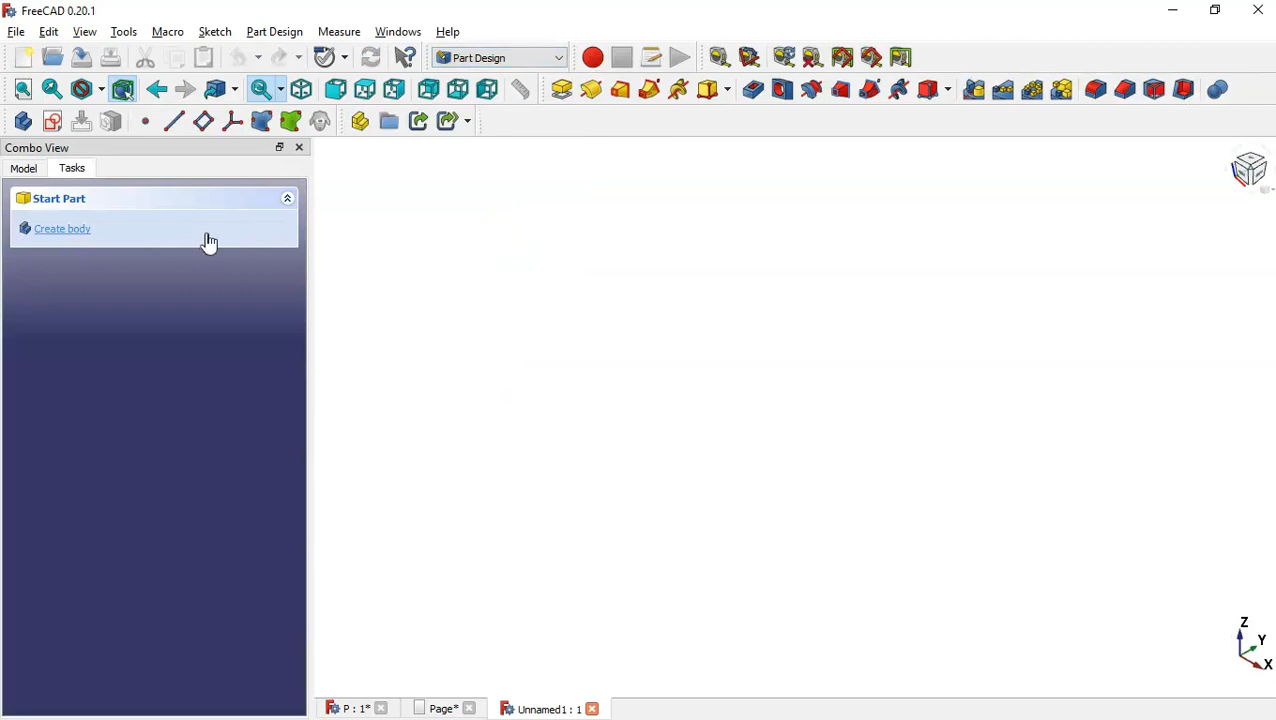 FreeCAD 0.20.1
File Edit View Tools Macro Sketch Part Design Measure Windows Help
Part Design
Combo View
Model Tasks
Start Part
Create body
Z
Y
X
P : 1* Page* Unnamed1 : 1